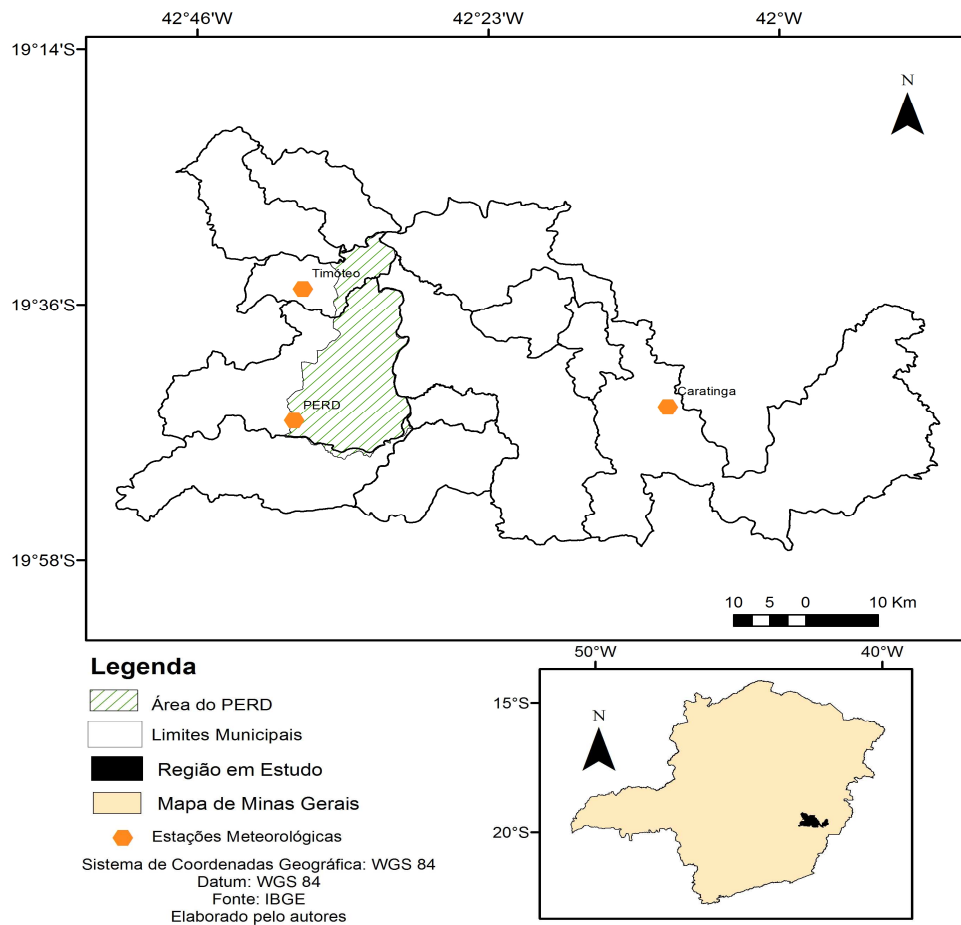 42°46'W 42°23'W 42°W
19°14'S
N
Timóteo
19°36'S
Caratinga
PERD
19°58'S
10 5 0 10 Km
Legenda
Área do PERD
Limites Municipais
Região em Estudo
Mapa de Minas Gerais
Estações Meteorológicas
Sistema de Coordenadas Geográfica: WGS 84
Datum: WGS 84
Fonte: IBGE
Elaborado pelo autores
50°W 40°W
15°S
N
20°S